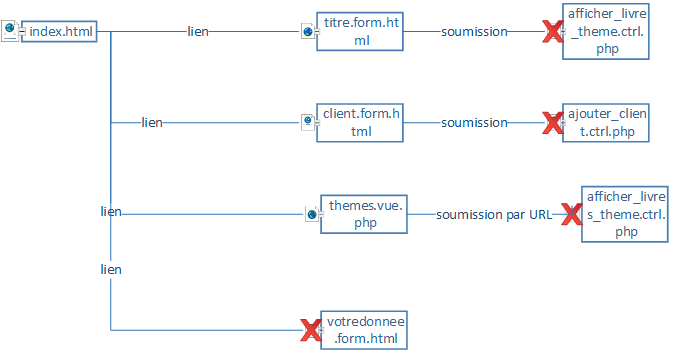 index.html
lien
titre.form.ht
ml
soumission
afficher_livre
_theme.ctrl.
php
lien
client.form.h
tml
soumission
ajouter_clien
t.ctrl.php
lien
themes.vue.
php
soumission par URL
afficher_livre
s_theme.ctrl.
php
lien
votredonnee
.form.html